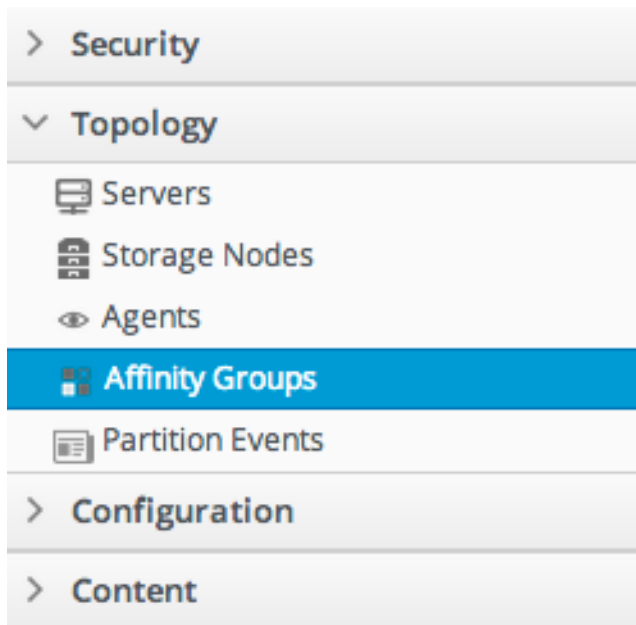 Security
Topology
Servers
Storage Nodes
Agents
Affinity Groups
Partition Events
Configuration
Content